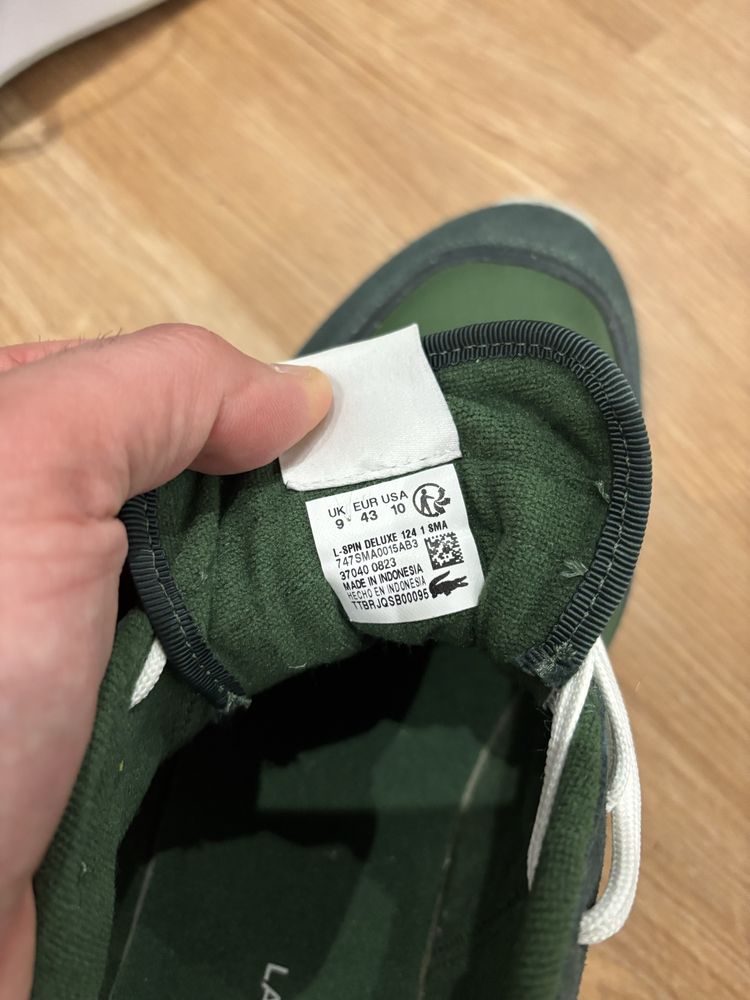 UK EUR USA
9 43 10
L-SPIN DELUXE 124 1 SMA
747SMA0015AB3
37040 0823
MADE IN INDONESIA
HECHO EN INDONESIA
TTBRJQSB00095
LA